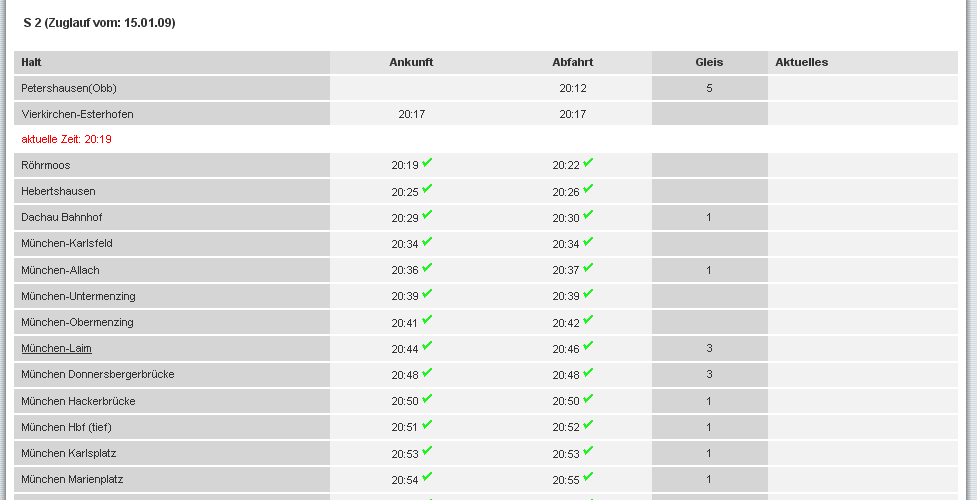 S 2 (Zuglauf vom: 15.01.09)
Halt Ankunft Abfahrt Gleis Aktuelles
Petershausen(Obb) 20:12 5
Vierkirchen-Esterhofen 20:17 20:17
aktuelle Zeit: 20:19
Röhrmoos 20:19 ✔ 20:22 ✔
Hebertshausen 20:25 ✔ 20:26 ✔
Dachau Bahnhof 20:29 ✔ 20:30 ✔ 1
München-Karlsfeld 20:34 ✔ 20:34 ✔
München-Allach 20:36 ✔ 20:37 ✔ 1
München-Untermenzing 20:39 ✔ 20:39 ✔
München-Obermenzing 20:41 ✔ 20:42 ✔
München-Laim 20:44 ✔ 20:46 ✔ 3
München Donnersbergerbrücke 20:48 ✔ 20:48 ✔ 3
München Hackerbrücke 20:50 ✔ 20:50 ✔ 1
München Hbf (tief) 20:51 ✔ 20:52 ✔ 1
München Karlsplatz 20:53 ✔ 20:53 ✔ 1
München Marienplatz 20:54 ✔ 20:55 ✔ 1